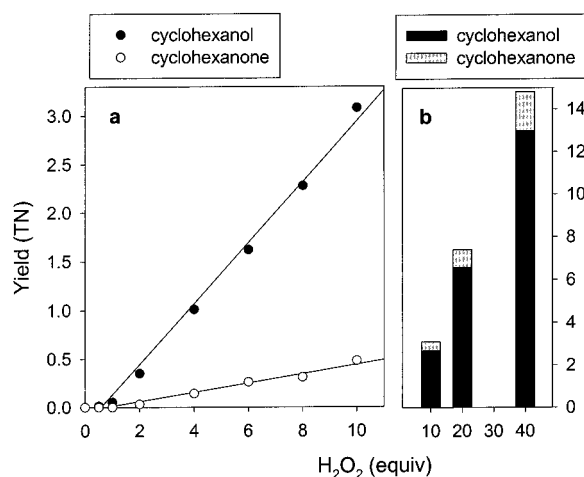 cyclohexanol
cyclohexanone
cyclohexanol
cyclohexanone
a
b
Yield (TN)
3.0
2.5
2.0
1.5
1.0
0.5
0.0
14
12
10
8
6
4
2
0
0 2 4 6 8 10
10 20 30 40
H₂O₂ (equiv)